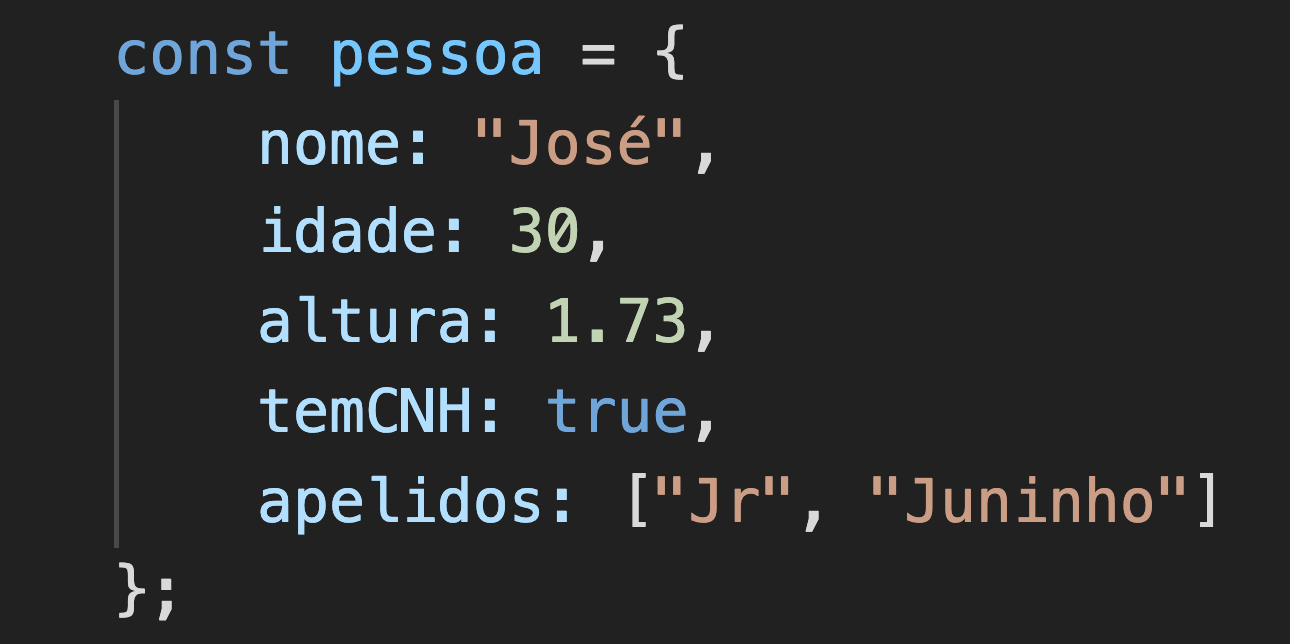 const pessoa = {
nome: "José",
idade: 30,
altura: 1.73,
temCNH: true,
apelidos: ["Jr", "Juninho"]
};